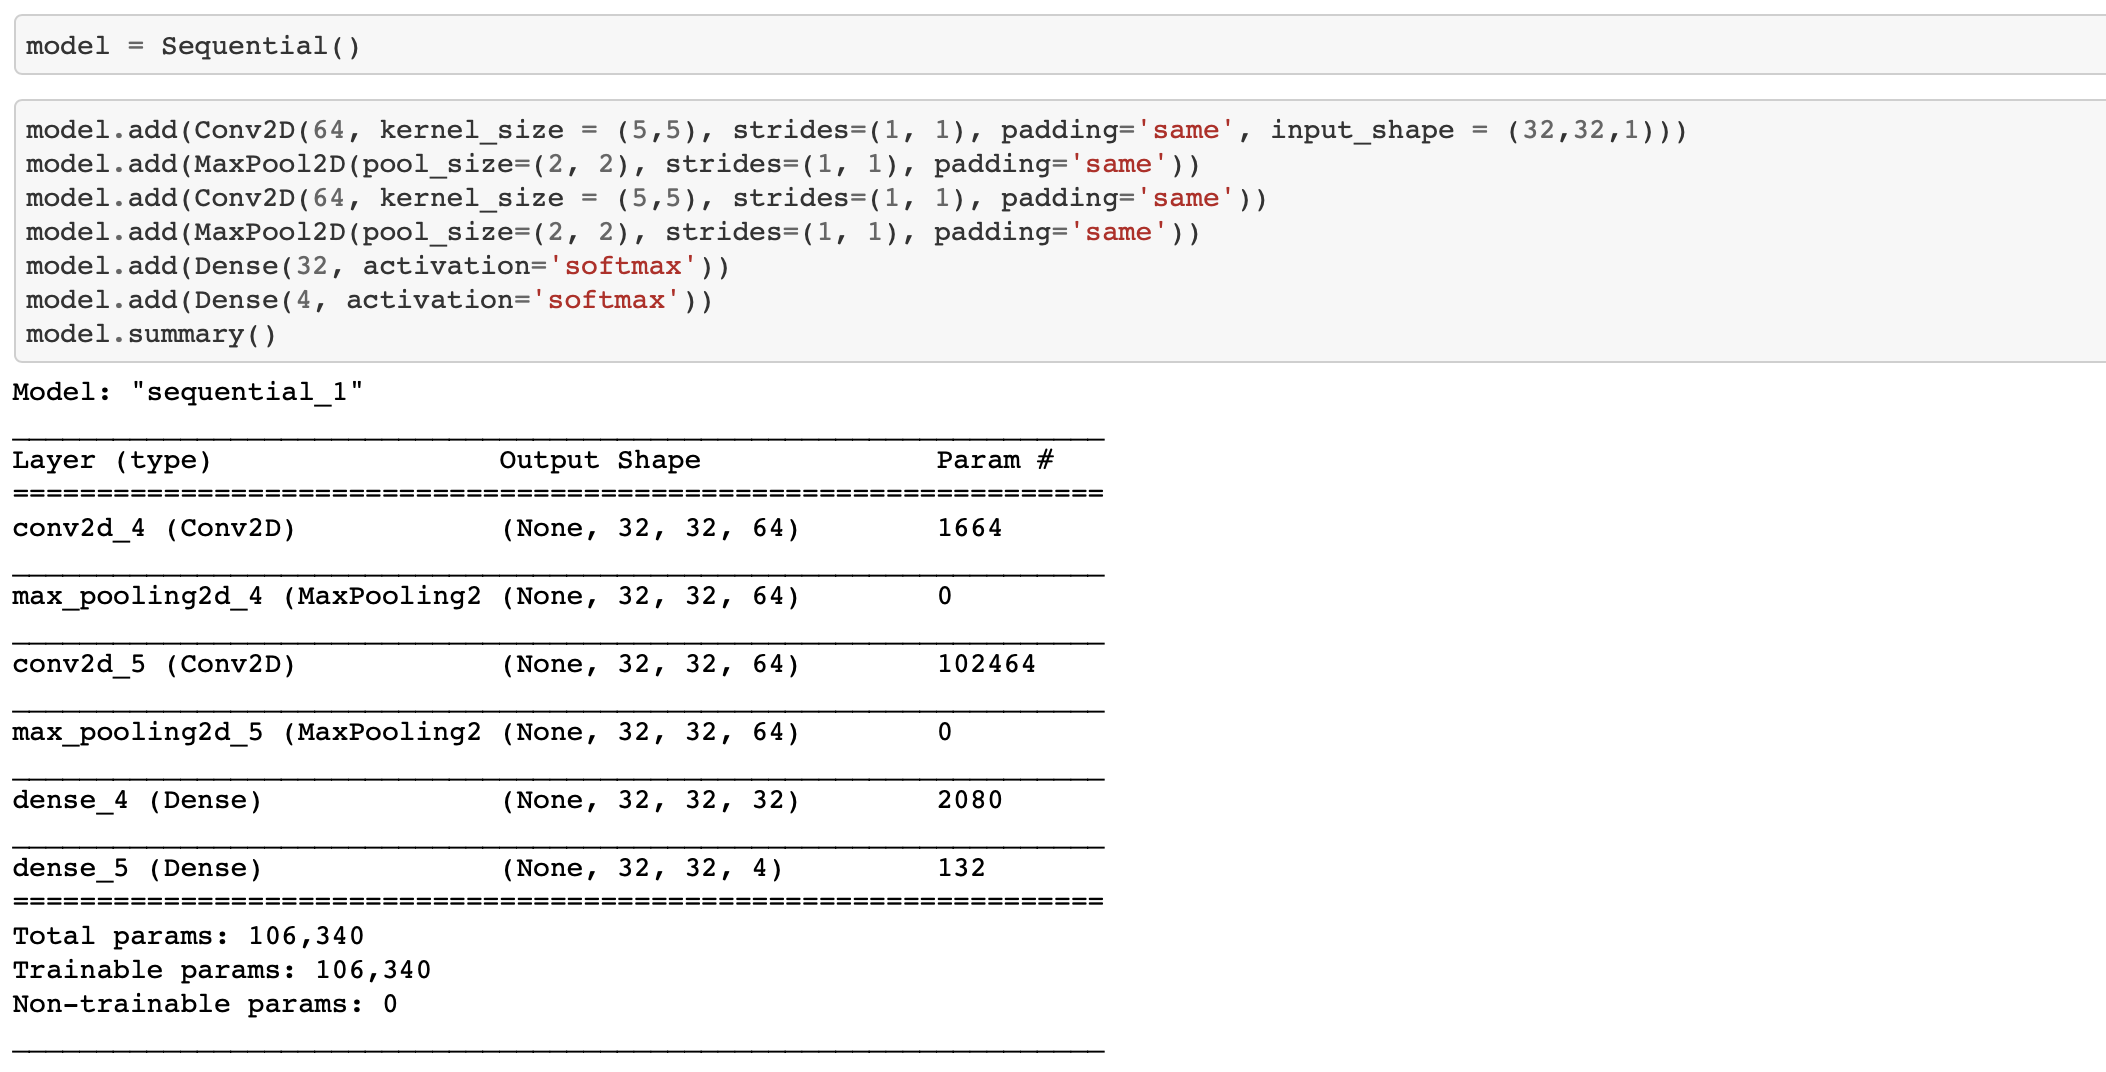 model = Sequential()
model.add(Conv2D(64, kernel_size = (5,5), strides=(1, 1), padding='same', input_shape = (32,32,1)))
model.add(MaxPool2D(pool_size=(2, 2), strides=(1, 1), padding='same'))
model.add(Conv2D(64, kernel_size = (5,5), strides=(1, 1), padding='same'))
model.add(MaxPool2D(pool_size=(2, 2), strides=(1, 1), padding='same'))
model.add(Dense(32, activation='softmax'))
model.add(Dense(4, activation='softmax'))
model.summary()
Model: "sequential_1"
_________________________________________________________________
Layer (type)                 Output Shape              Param #
=================================================================
conv2d_4 (Conv2D)            (None, 32, 32, 64)        1664
_________________________________________________________________
max_pooling2d_4 (MaxPooling2 (None, 32, 32, 64)        0
_________________________________________________________________
conv2d_5 (Conv2D)            (None, 32, 32, 64)        102464
_________________________________________________________________
max_pooling2d_5 (MaxPooling2 (None, 32, 32, 64)        0
_________________________________________________________________
dense_4 (Dense)              (None, 32, 32, 32)        2080
_________________________________________________________________
dense_5 (Dense)              (None, 32, 32, 4)         132
=================================================================
Total params: 106,340
Trainable params: 106,340
Non-trainable params: 0
_________________________________________________________________